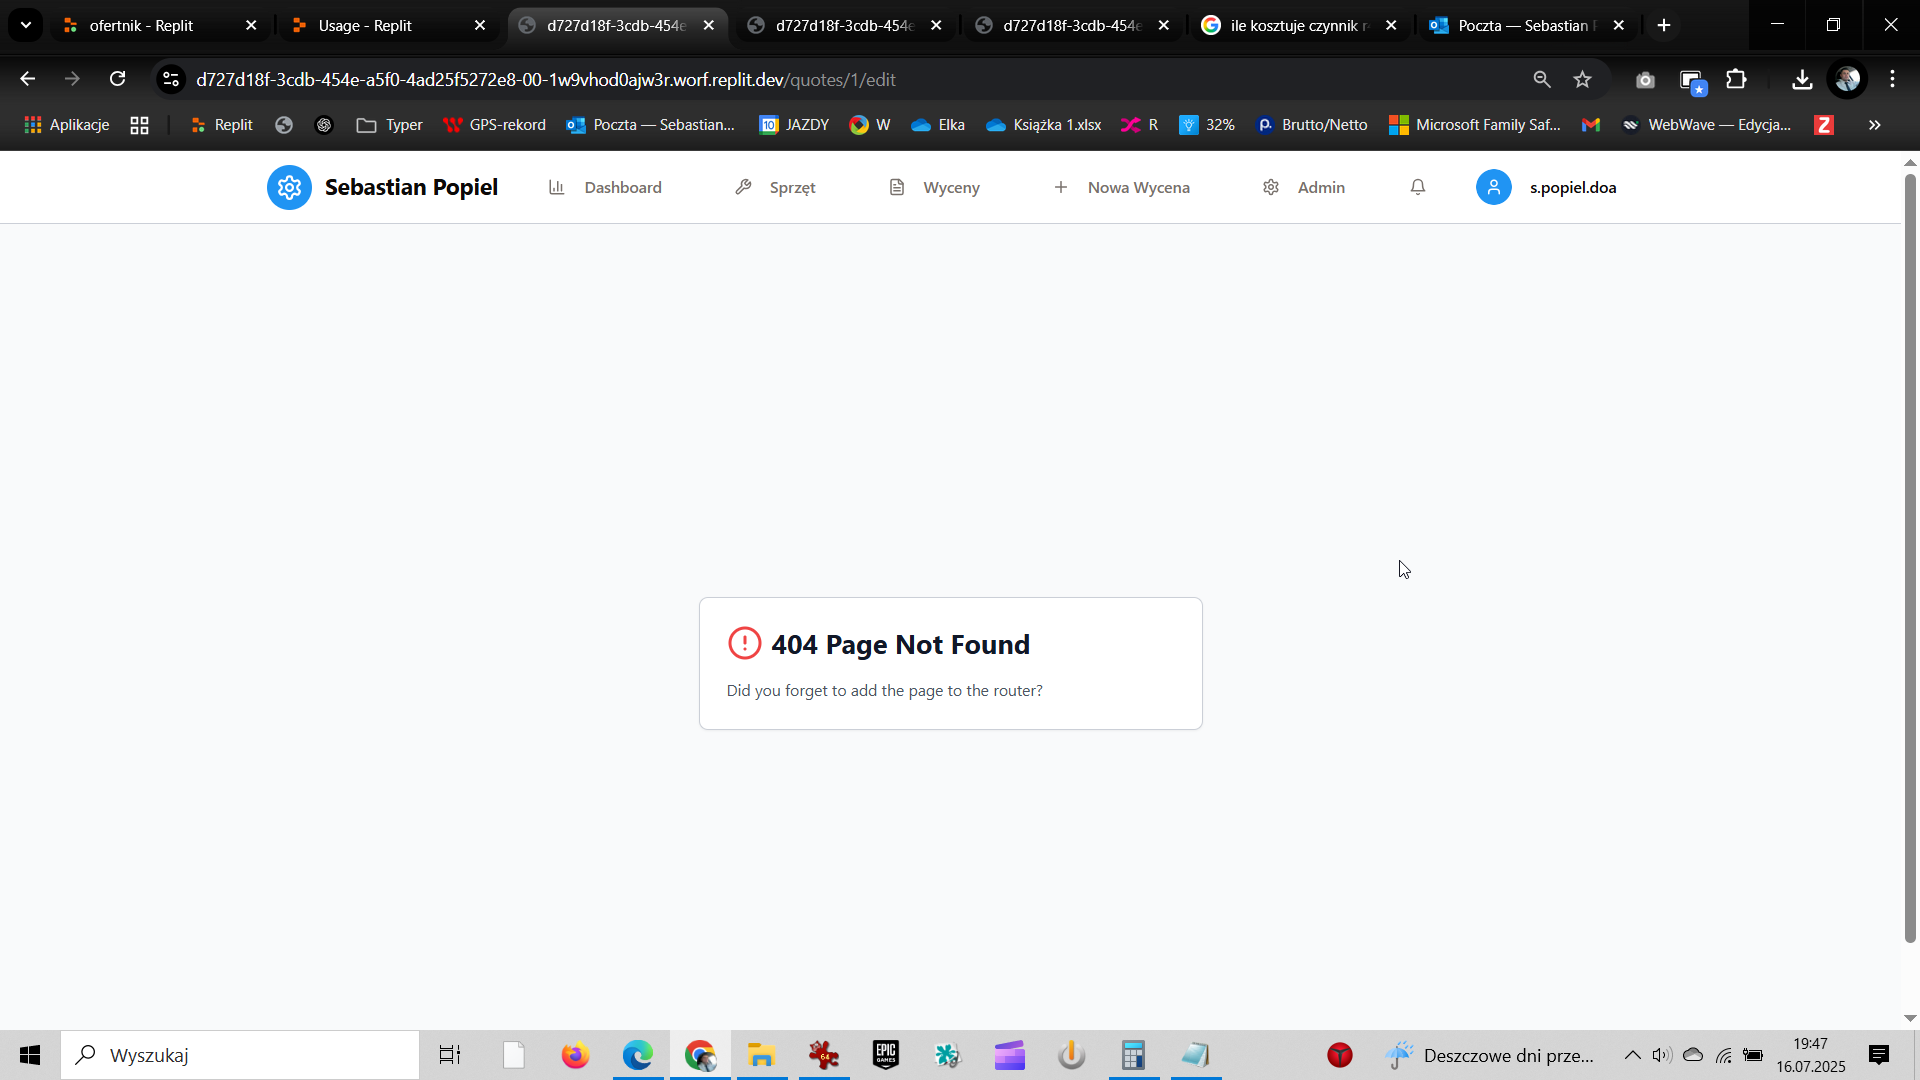 ofertnik - Replit
Usage - Replit
d727d18f-3cdb-454e
d727d18f-3cdb-454e
d727d18f-3cdb-454e
ile kosztuje czynnik r
Poczta — Sebastian
d727d18f-3cdb-454e-a5f0-4ad25f5272e8-00-1w9vhod0ajw3r.worf.replit.dev/quotes/1/edit
Aplikacje
Replit
Typer
GPS-rekord
Poczta — Sebastian...
JAZDY
W
Elka
Książka 1.xlsx
R
32%
Brutto/Netto
Microsoft Family Saf...
WebWave — Edycja...
Sebastian Popiel
Dashboard
Sprzęt
Wyceny
Nowa Wycena
Admin
s.popiel.doa
404 Page Not Found
Did you forget to add the page to the router?
Wyszukaj
64
EPIC GAMES
Deszczowe dni prze...
19:47
16.07.2025